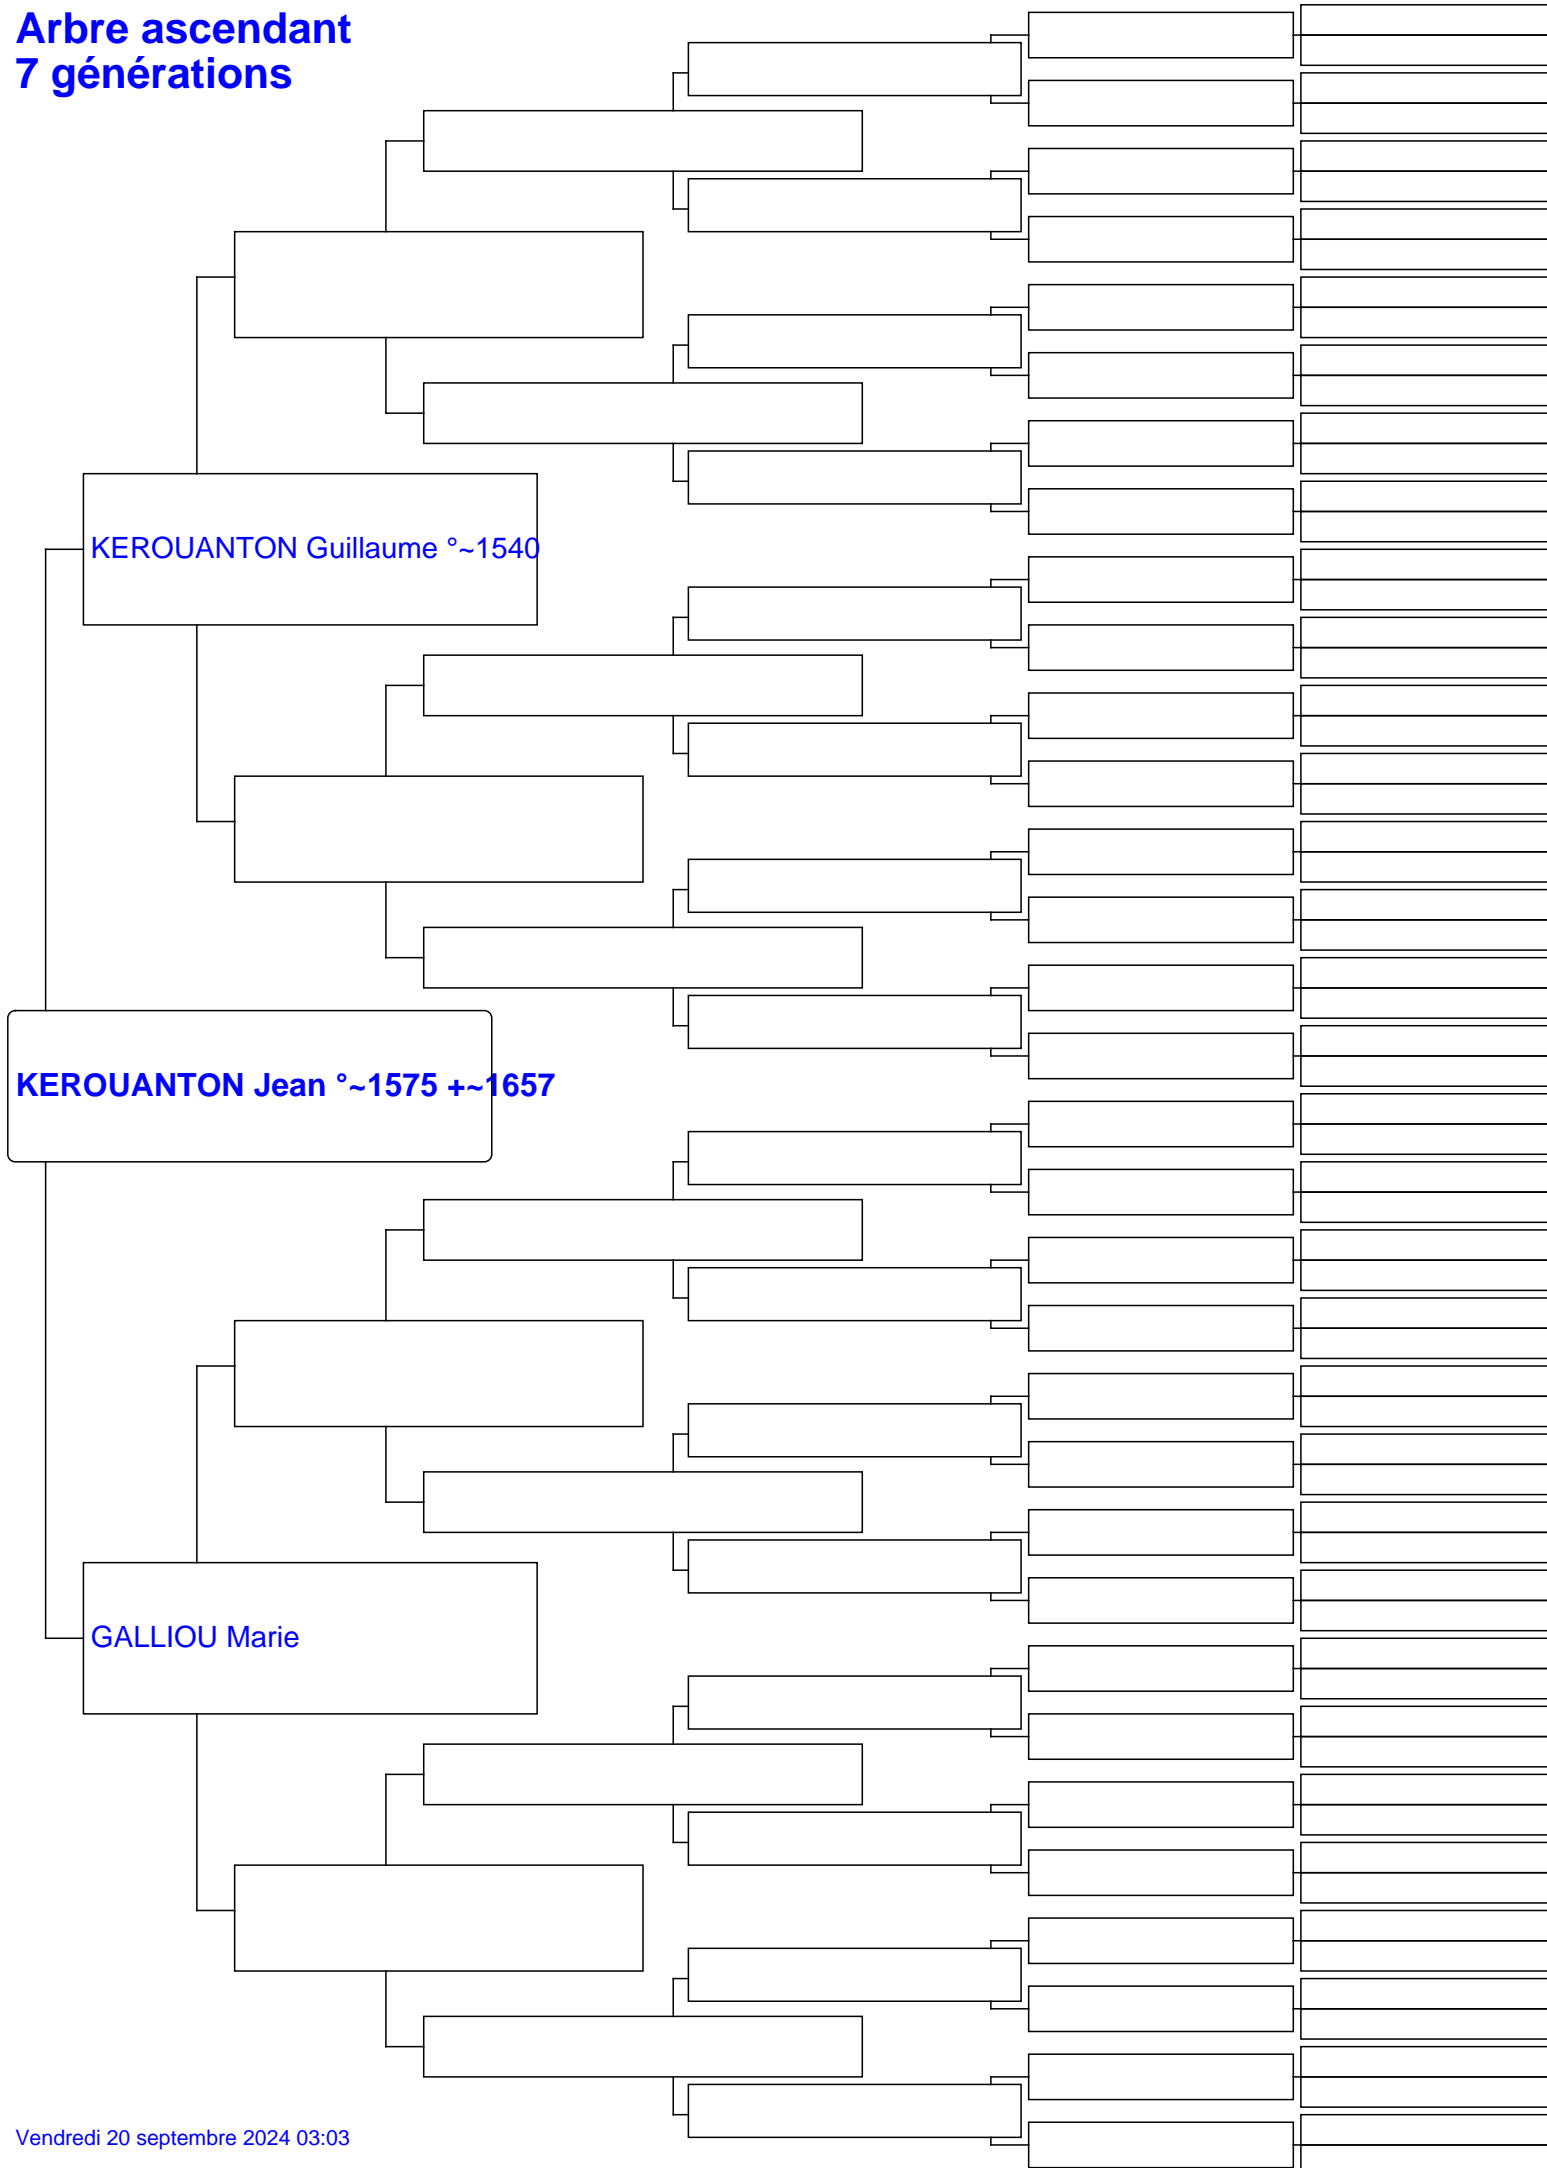 Arbre ascendant
7 générations
KEROUANTON Guillaume °~1540
KEROUANTON Jean °~1575 +~1657
GALLIOU Marie
Vendredi 20 septembre 2024 03:03